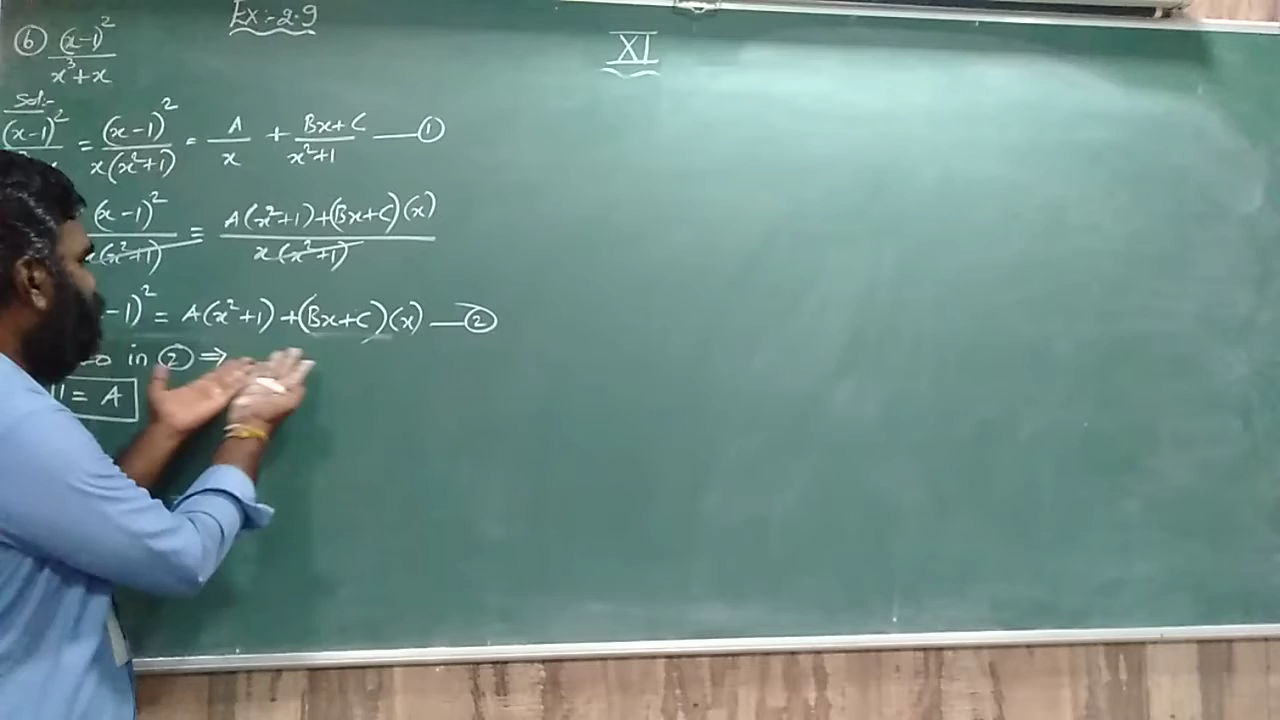 Ex:-2.9
XI
⑥ (x-1)² / x³+x
Sol:-
(x-1)² / = (x-1)² / x(x²+1) = A/x + Bx+C / x²+1 —①
(x-1)² / x(x²+1) = A(x²+1)+(Bx+C)(x) / x(x²+1)
-1)² = A(x²+1)+(Bx+C)(x) —②
in ② ⇒
1 = A